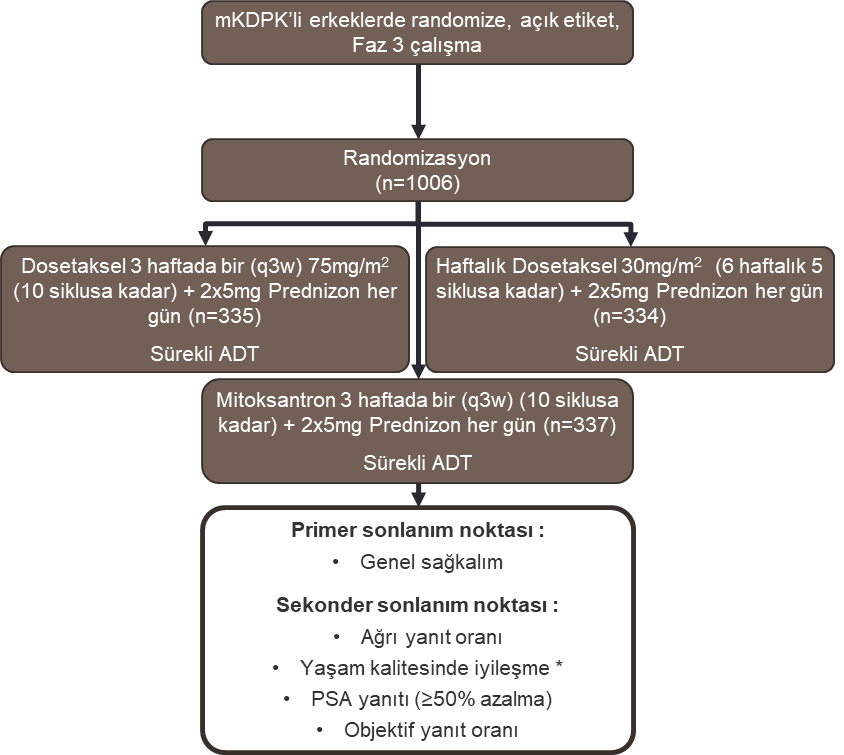 mKDPK’li erkeklerde randomize, açık etiket,
Faz 3 çalışma
Randomizasyon
(n=1006)
Dosetaksel 3 haftada bir (q3w) 75mg/m²
(10 siklusa kadar) + 2x5mg Prednizon her
gün (n=335)
Sürekli ADT
Haftalık Dosetaksel 30mg/m² (6 haftalık 5
siklusa kadar) + 2x5mg Prednizon her gün
(n=334)
Sürekli ADT
Mitoksantron 3 haftada bir (q3w) (10 siklusa
kadar) + 2x5mg Prednizon her gün (n=337)
Sürekli ADT
Primer sonlanım noktası :
• Genel sağkalım
Sekonder sonlanım noktası :
• Ağrı yanıt oranı
• Yaşam kalitesinde iyileşme *
• PSA yanıtı (≥50% azalma)
• Objektif yanıt oranı